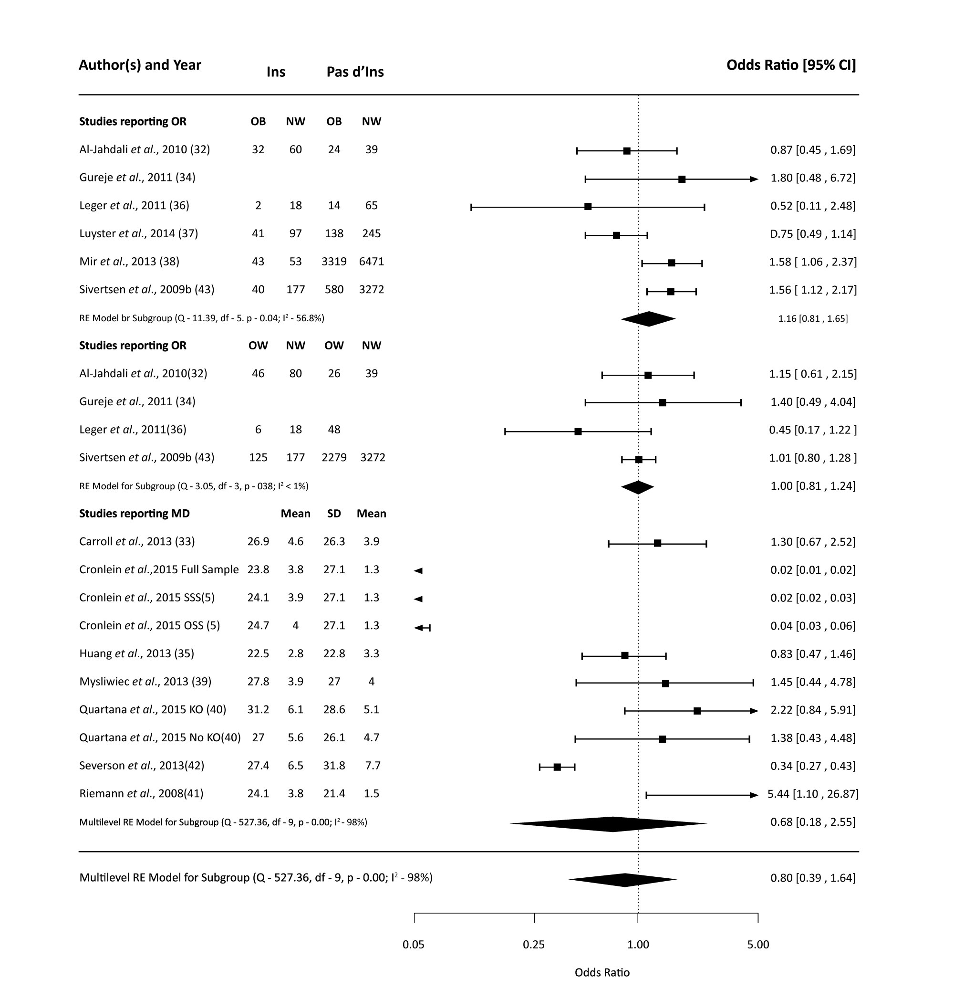 Author(s) and Year Ins Pas d’Ins Odds Ratio [95% CI]
Studies reporting OR OB NW OB NW
Al-Jahdali et al., 2010 (32) 32 60 24 39 0.87 [0.45 , 1.69]
Gureje et al., 2011 (34) 1.80 [0.48 , 6.72]
Leger et al., 2011 (36) 2 18 14 65 0.52 [0.11 , 2.48]
Luyster et al., 2014 (37) 41 97 138 245 D.75 [0.49 , 1.14]
Mir et al., 2013 (38) 43 53 3319 6471 1.58 [ 1.06 , 2.37]
Sivertsen et al., 2009b (43) 40 177 580 3272 1.56 [ 1.12 , 2.17]
RE Model br Subgroup (Q - 11.39, df - 5. p - 0.04; I² - 56.8%) 1.16 [0.81 , 1.65]
Studies reporting OR OW NW OW NW
Al-Jahdali et al., 2010(32) 46 80 26 39 1.15 [ 0.61 , 2.15]
Gureje et al., 2011 (34) 1.40 [0.49 , 4.04]
Leger et al., 2011(36) 6 18 48 0.45 [0.17 , 1.22 ]
Sivertsen et al., 2009b (43) 125 177 2279 3272 1.01 [0.80 , 1.28 ]
RE Model for Subgroup (Q - 3.05, df - 3, p - 038; I² < 1%) 1.00 [0.81 , 1.24]
Studies reporting MD Mean SD Mean
Carroll et al., 2013 (33) 26.9 4.6 26.3 3.9 1.30 [0.67 , 2.52]
Cronlein et al.,2015 Full Sample 23.8 3.8 27.1 1.3 0.02 [0.01 , 0.02]
Cronlein et al., 2015 SSS(5) 24.1 3.9 27.1 1.3 0.02 [0.02 , 0.03]
Cronlein et al., 2015 OSS (5) 24.7 4 27.1 1.3 0.04 [0.03 , 0.06]
Huang et al., 2013 (35) 22.5 2.8 22.8 3.3 0.83 [0.47 , 1.46]
Mysliwiec et al., 2013 (39) 27.8 3.9 27 4 1.45 [0.44 , 4.78]
Quartana et al., 2015 KO (40) 31.2 6.1 28.6 5.1 2.22 [0.84 , 5.91]
Quartana et al., 2015 No KO(40) 27 5.6 26.1 4.7 1.38 [0.43 , 4.48]
Severson et al., 2013(42) 27.4 6.5 31.8 7.7 0.34 [0.27 , 0.43]
Riemann et al., 2008(41) 24.1 3.8 21.4 1.5 5.44 [1.10 , 26.87]
Multilevel RE Model for Subgroup (Q - 527.36, df - 9, p - 0.00; I² - 98%) 0.68 [0.18 , 2.55]
Multilevel RE Model for Subgroup (Q - 527.36, df - 9, p - 0.00; I² - 98%) 0.80 [0.39 , 1.64]
0.05 0.25 1.00 5.00
Odds Ratio